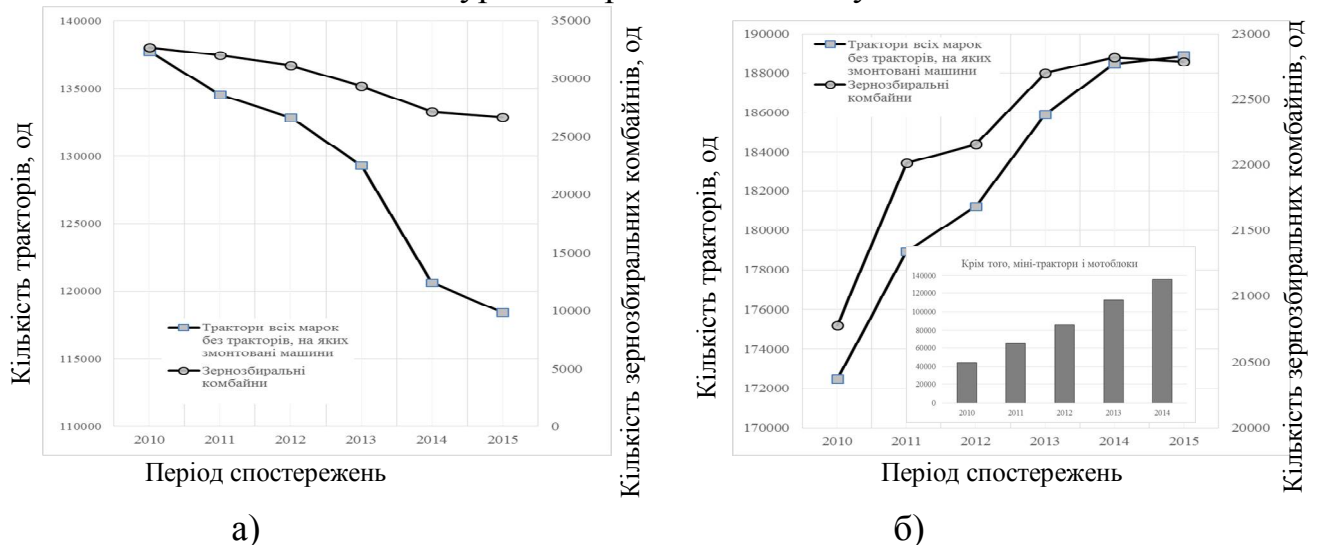 Кількість тракторів, од
140000
135000
130000
125000
120000
115000
110000
35000
30000
25000
20000
15000
10000
5000
0
Кількість зернозбиральних комбайнів, од
Трактори всіх марок
без тракторів, на яких
змонтовані машини
Зернозбиральні
комбайни
2010 2011 2012 2013 2014 2015
Період спостережень
а)
Кількість тракторів, од
190000
188000
186000
184000
182000
180000
178000
176000
174000
172000
170000
23000
22500
22000
21500
21000
20500
20000
Кількість зернозбиральних комбайнів, од
Трактори всіх марок
без тракторів, на яких
змонтовані машини
Зернозбиральні
комбайни
Крім того, міні-трактори і мотоблоки
140000
120000
100000
80000
60000
40000
20000
0
2010 2011 2012 2013 2014
2010 2011 2012 2013 2014 2015
Період спостережень
б)